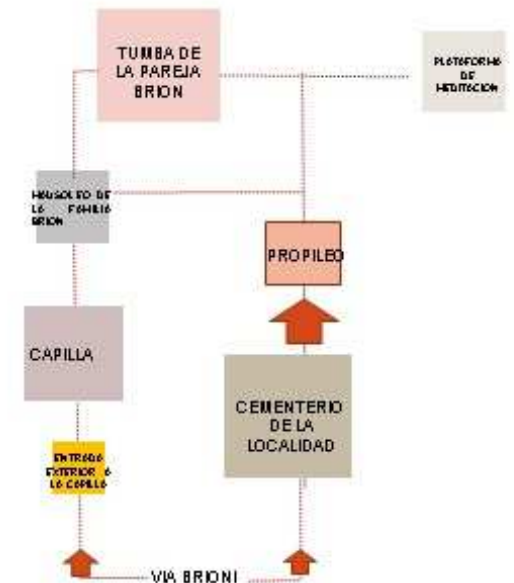 TUMBA DE
LA PAREJA
BRION
PLATAFORMA
DE
MEDITACION
MAUSOLEO DE
LA FAMILIA
BRION
PROPILEO
CAPILLA
CEMENTERIO
DE LA
LOCALIDAD
ENTRADA
EXTERIOR A
LA CAPILLA
VIA BRIONI